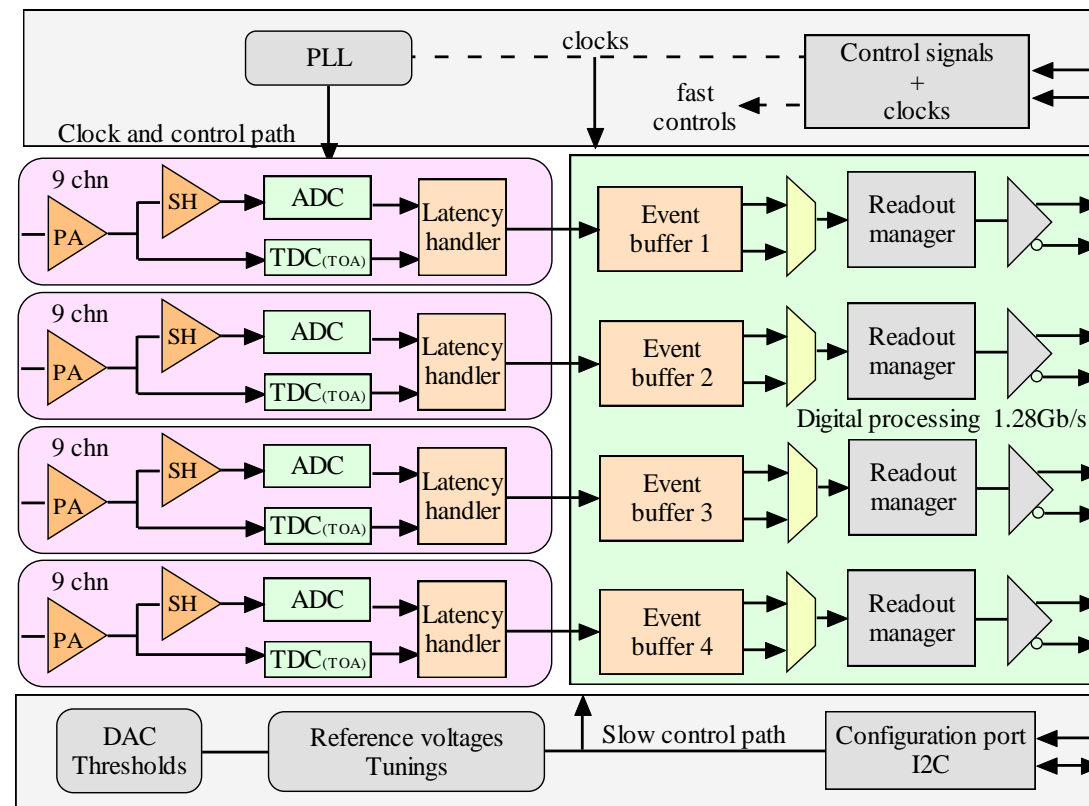 PLL
clocks
Control signals
+
clocks
fast
controls
Clock and control path
9 chn
PA
SH
ADC
TDC(TOA)
Latency
handler
Event
buffer 1
Readout
manager
9 chn
PA
SH
ADC
TDC(TOA)
Latency
handler
Event
buffer 2
Readout
manager
Digital processing 1.28Gb/s
9 chn
PA
SH
ADC
TDC(TOA)
Latency
handler
Event
buffer 3
Readout
manager
9 chn
PA
SH
ADC
TDC(TOA)
Latency
handler
Event
buffer 4
Readout
manager
DAC
Thresholds
Reference voltages
Tunings
Slow control path
Configuration port
I2C